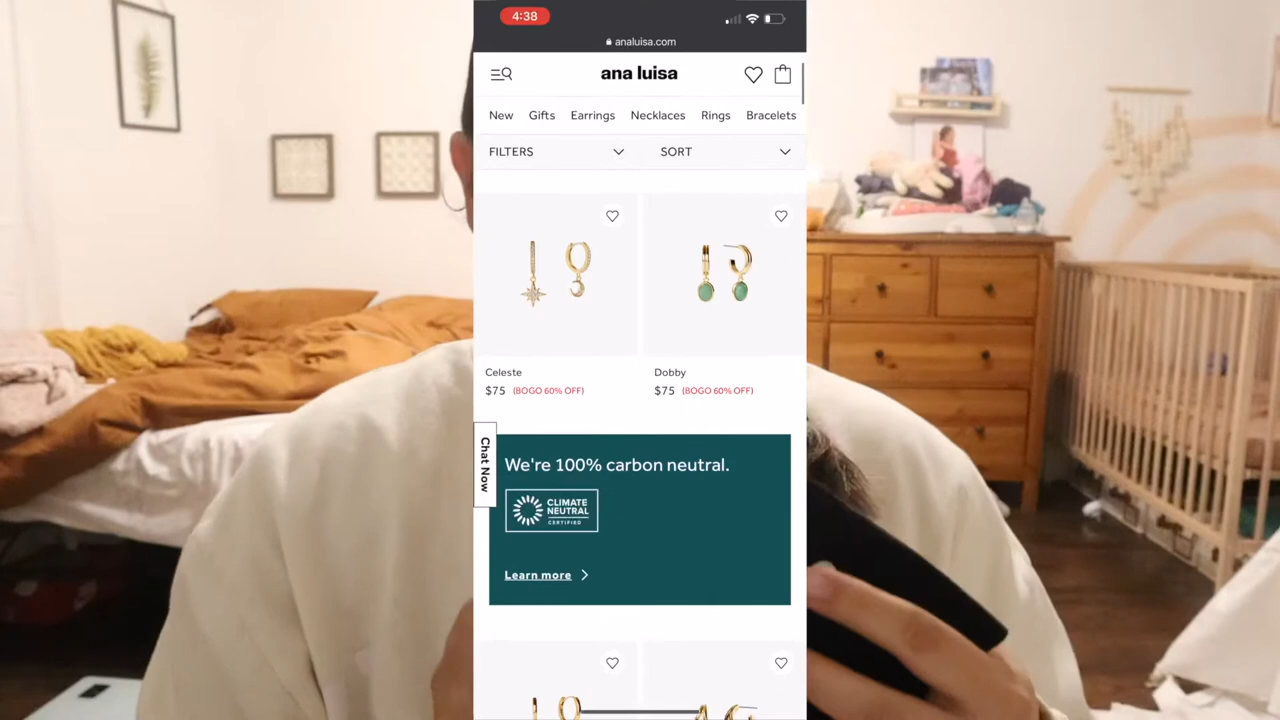 4:38
analuisa.com
ana luisa
New Gifts Earrings Necklaces Rings Bracelets
FILTERS SORT
Celeste Dobby
$75 (BOGO 60% OFF) $75 (BOGO 60% OFF)
Chat Now
We're 100% carbon neutral.
CLIMATE
NEUTRAL
CERTIFIED
Learn more